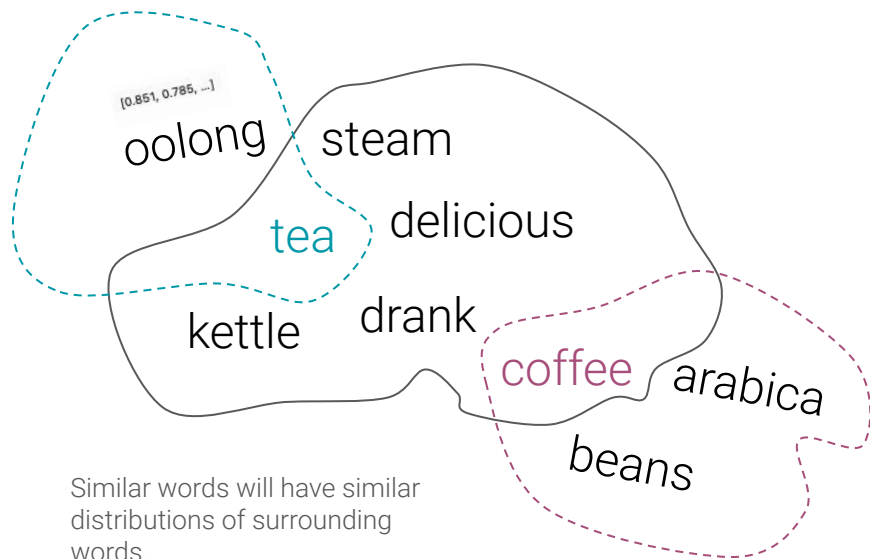 [0.851, 0.785, ...]
oolong
steam
tea
delicious
kettle
drank
coffee
arabica
beans
Similar words will have similar
distributions of surrounding
words